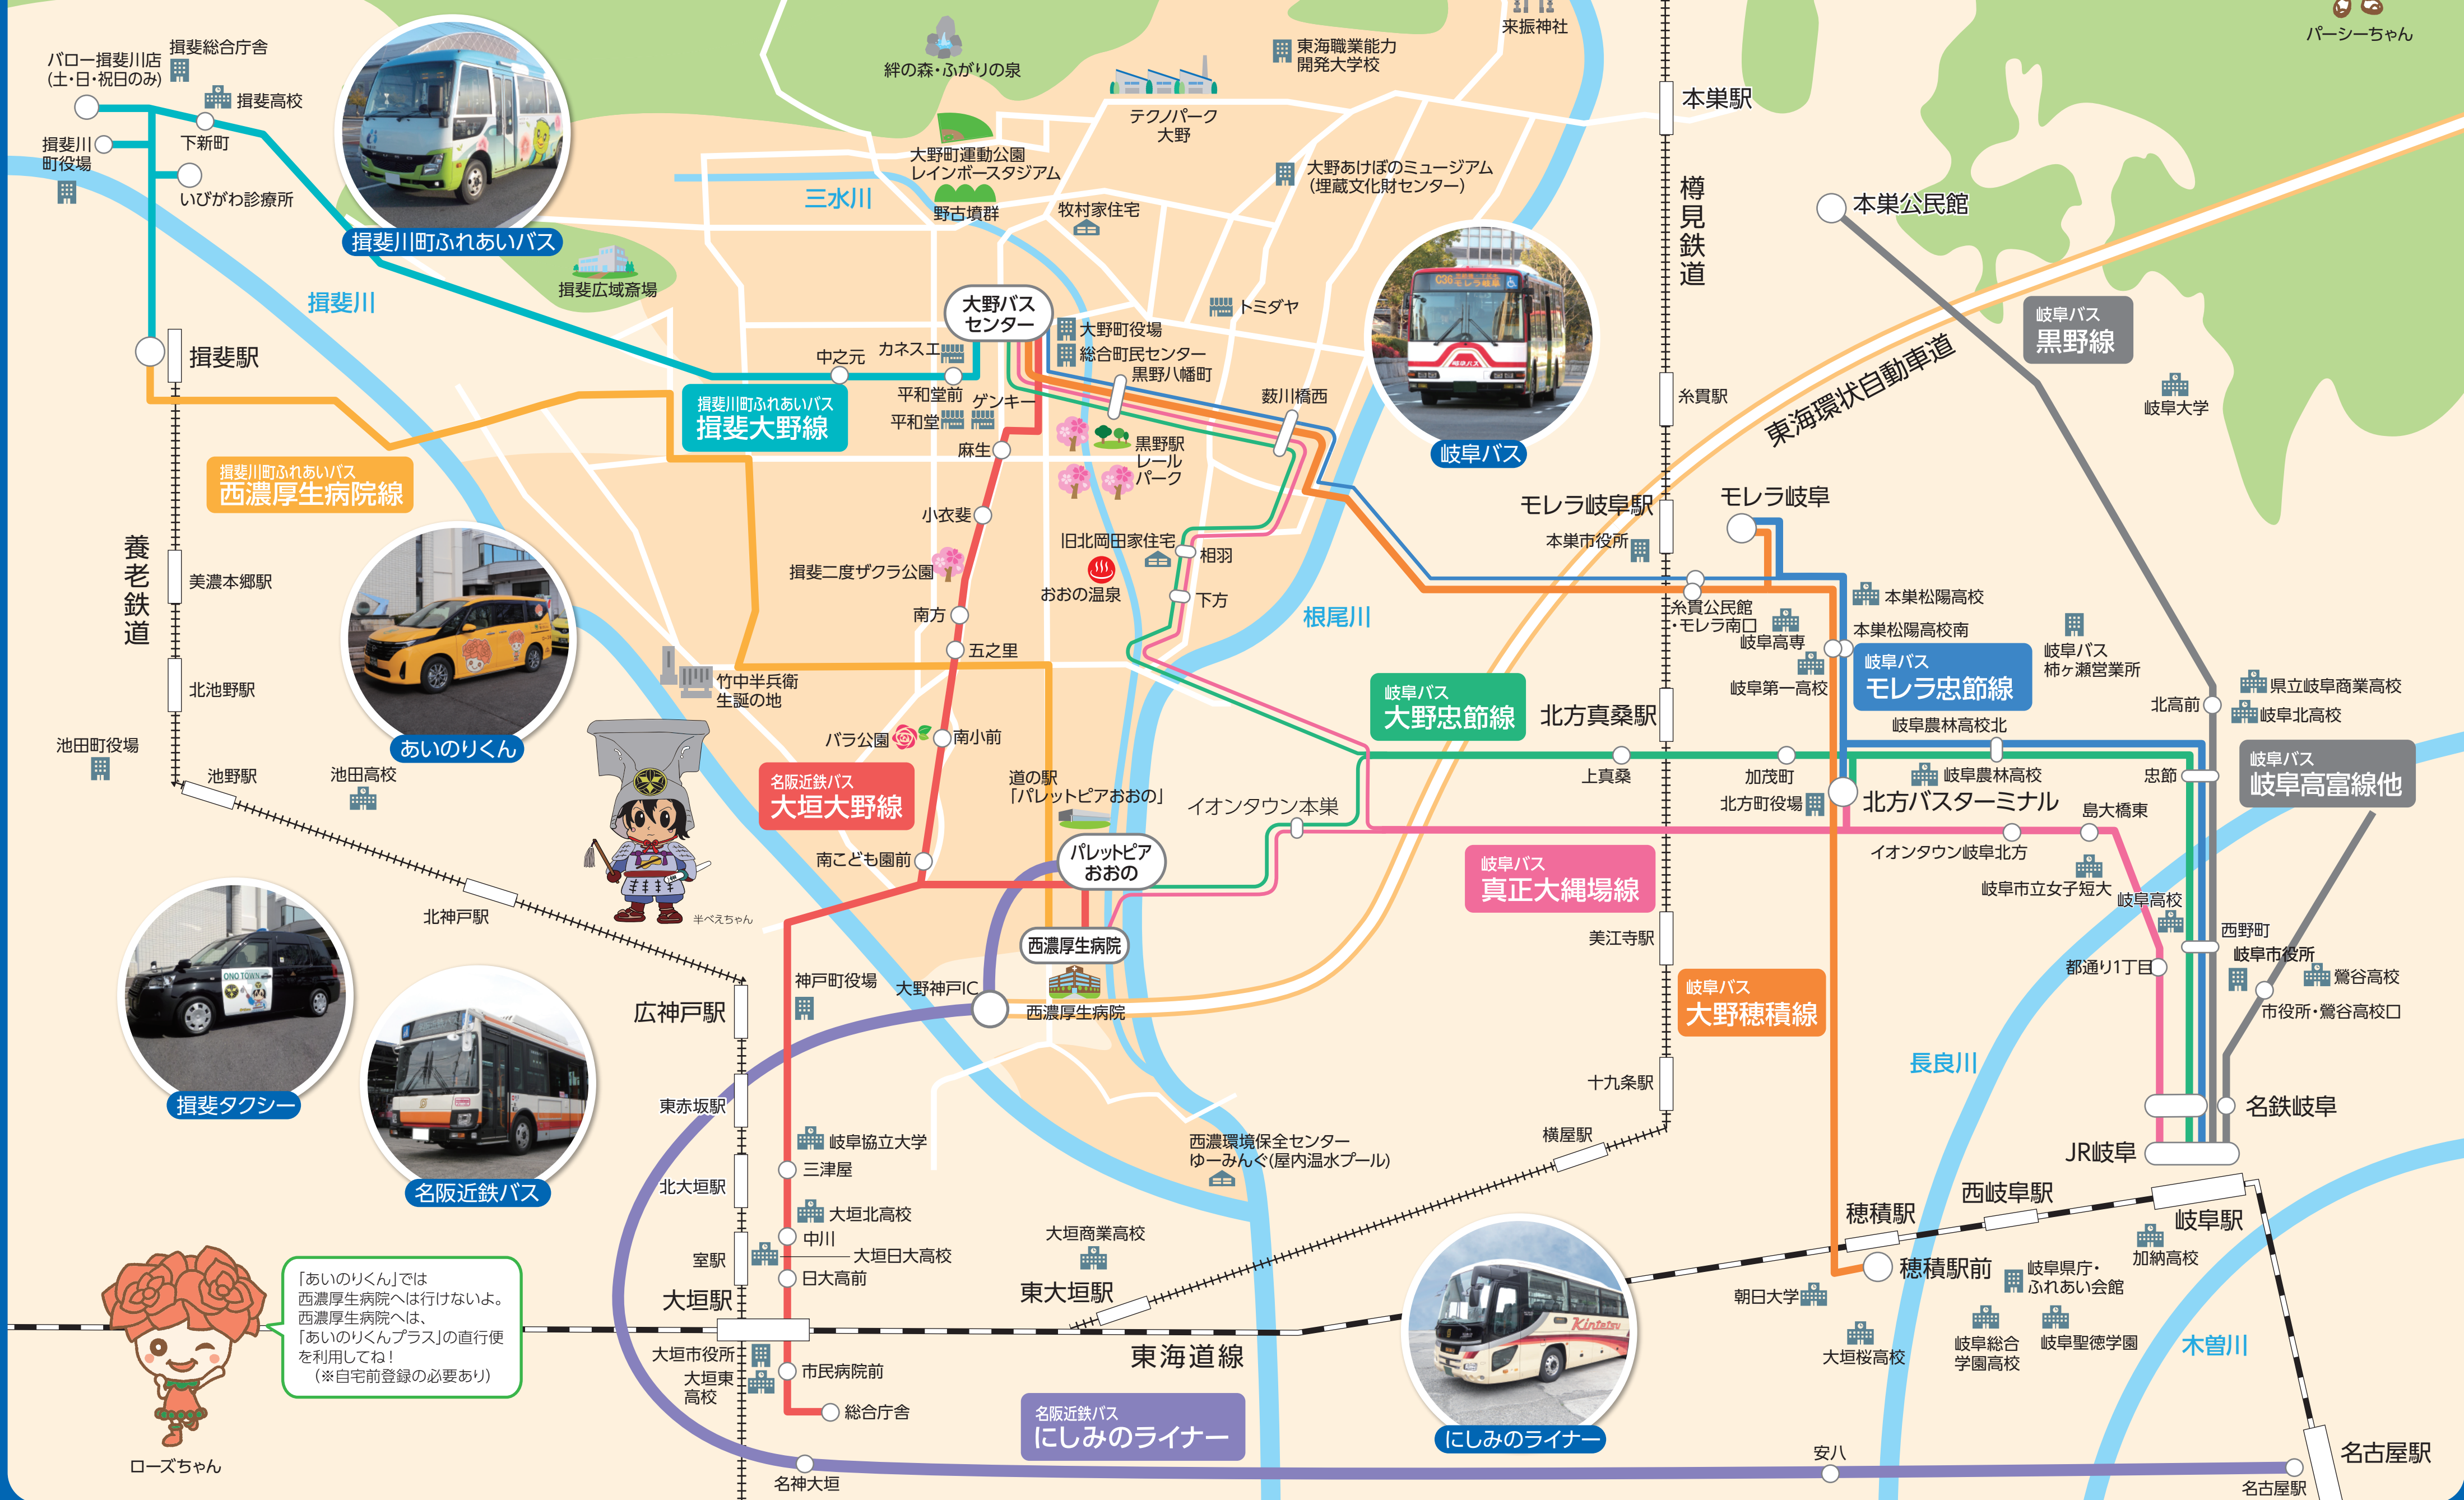 バロー揖斐川店
(土・日・祝日のみ)
揖斐総合庁舎
揖斐高校
下新町
揖斐川
町役場
いびがわ診療所
揖斐川町ふれあいバス
絆の森・ふがりの泉
大野町運動公園
レインボースタジアム
三水川
野古墳群
牧村家住宅
テクノパーク
大野
東海職業能力
開発大学校
来振神社
大野あけぼのミュージアム
(埋蔵文化財センター)
本巣駅
樽見鉄道
本巣公民館
パーシーちゃん
揖斐川
揖斐広域斎場
大野バス
センター
大野町役場
総合町民センター
黒野八幡町
トミダヤ
C36 モレラ岐阜
岐阜バス
岐阜バス
岐阜バス
黒野線
東海環状自動車道
岐阜大学
揖斐駅
中之元
カネスエ
平和堂前
平和堂
ゲンキー
揖斐川町ふれあいバス
揖斐大野線
揖斐川町ふれあいバス
西濃厚生病院線
麻生
黒野駅
レール
パーク
薮川橋西
糸貫駅
モレラ岐阜駅
モレラ岐阜
本巣市役所
養老鉄道
美濃本郷駅
北池野駅
あいのりくん
小衣斐
揖斐二度ザクラ公園
旧北岡田家住宅
おおの温泉
相羽
下方
根尾川
南方
五之里
竹中半兵衛
生誕の地
糸貫公民館
・モレラ南口
岐阜高専
岐阜第一高校
本巣松陽高校
本巣松陽高校南
岐阜バス
モレラ忠節線
岐阜バス
柿ヶ瀬営業所
県立岐阜商業高校
北高前
岐阜北高校
岐阜農林高校北
岐阜農林高校
忠節
岐阜バス
岐阜高富線他
岐阜バス
大野忠節線
北方真桑駅
上真桑
加茂町
北方町役場
北方バスターミナル
島大橋東
イオンタウン岐阜北方
岐阜市立女子短大
岐阜高校
池田町役場
池野駅
池田高校
バラ公園
南小前
名阪近鉄バス
大垣大野線
道の駅
「パレットピアおおの」
イオンタウン本巣
南こども園前
パレットピア
おおの
岐阜バス
真正大縄場線
美江寺駅
半べえちゃん
北神戸駅
西濃厚生病院
西濃厚生病院
大野神戸IC
神戸町役場
広神戸駅
ONO TOWN
揖斐タクシー
岐阜バス
大野穂積線
西野町
岐阜市役所
都通り1丁目
鶯谷高校
市役所・鶯谷高校口
長良川
十九条駅
名鉄岐阜
JR岐阜
東赤坂駅
岐阜協立大学
三津屋
北大垣駅
名阪近鉄バス
西濃環境保全センター
ゆーみんぐ(屋内温水プール)
横屋駅
大垣北高校
中川
大垣日大高校
室駅
日大高前
大垣商業高校
東大垣駅
大垣駅
穂積駅
西岐阜駅
岐阜駅
穂積駅前
加納高校
岐阜県庁・
ふれあい会館
朝日大学
大垣桜高校
岐阜総合
学園高校
岐阜聖徳学園
木曽川
「あいのりくん」では
西濃厚生病院へは行けないよ。
西濃厚生病院へは、
「あいのりくんプラス」の直行便
を利用してね!
(※自宅前登録の必要あり)
ローズちゃん
大垣市役所
大垣東
高校
市民病院前
総合庁舎
東海道線
名阪近鉄バス
にしみのライナー
Kintetsu
にしみのライナー
名神大垣
安八
名古屋駅
名古屋駅